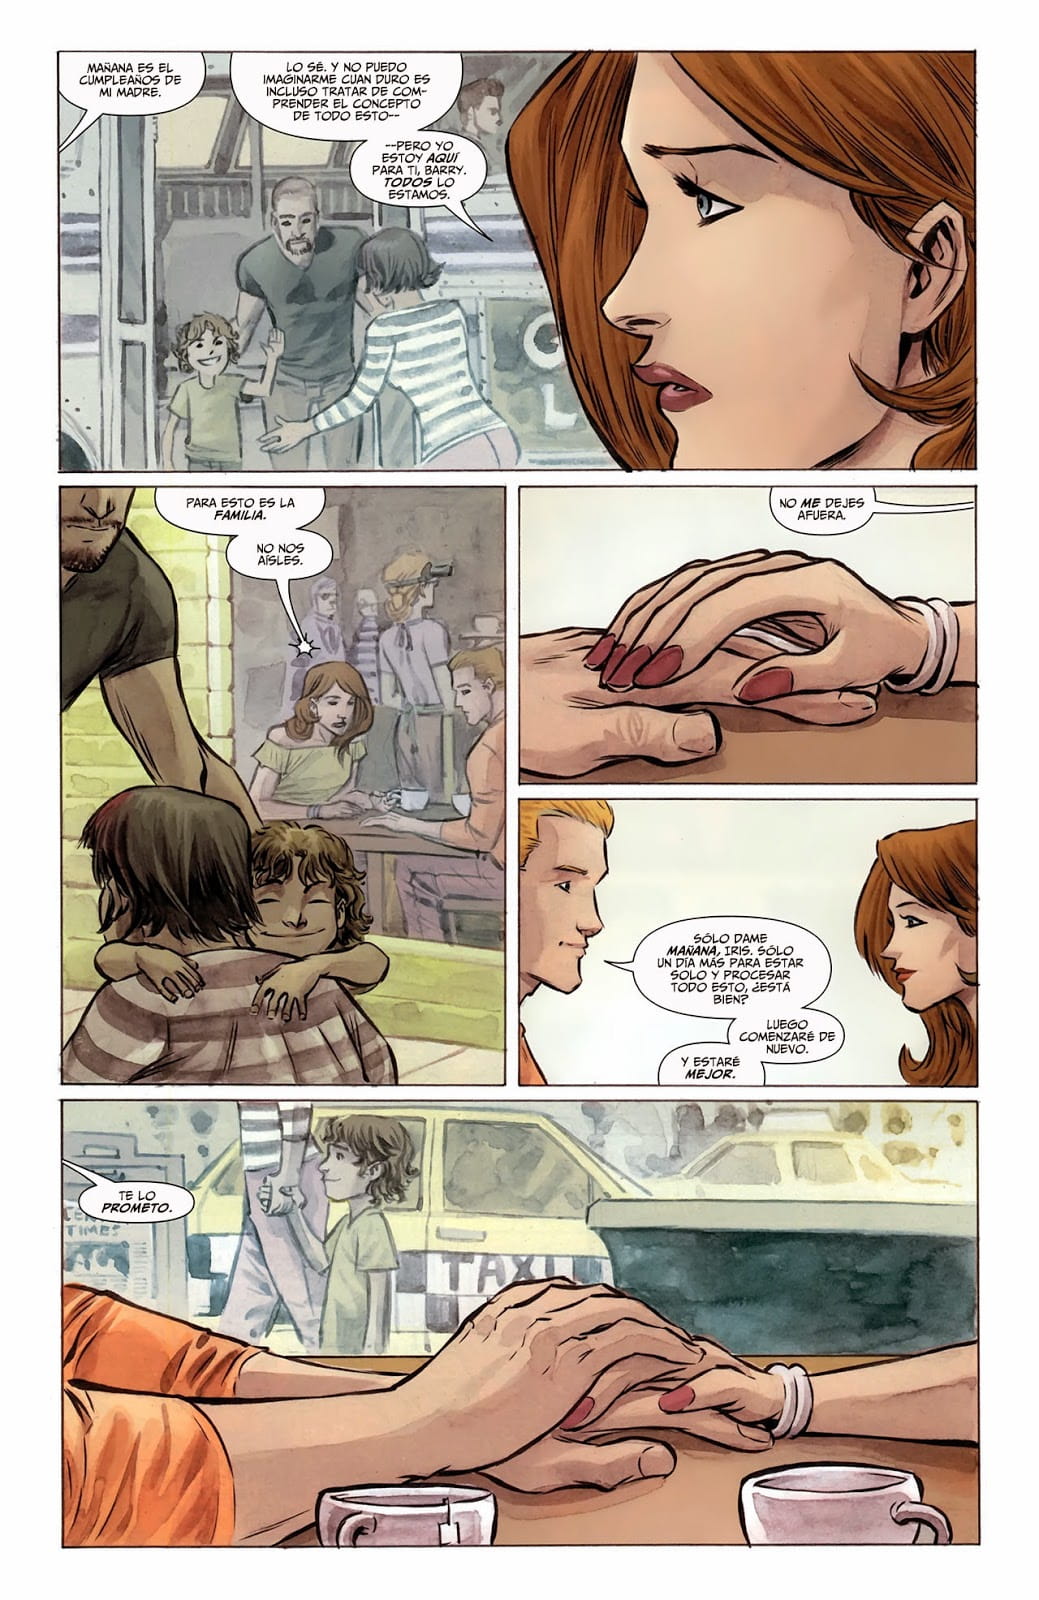 MAÑANA ES EL
CUMPLEAÑOS DE
MI MADRE.
LO SÉ. Y NO PUEDO
IMAGINARME CUAN DURO ES
INCLUSO TRATAR DE COM-
PRENDER EL CONCEPTO
DE TODO ESTO--
--PERO YO
ESTOY AQUÍ
PARA TI, BARRY.
TODOS LO
ESTAMOS.
PARA ESTO ES LA
FAMILIA.
NO NOS
AÍSLES.
NO ME DEJES
AFUERA.
SÓLO DAME
MAÑANA, IRIS. SÓLO
UN DÍA MÁS PARA ESTAR
SOLO Y PROCESAR
TODO ESTO, ¿ESTÁ
BIEN?
LUEGO
COMENZARÉ DE
NUEVO.
Y ESTARÉ
MEJOR.
TE LO
PROMETO.
TIMES
TAXI